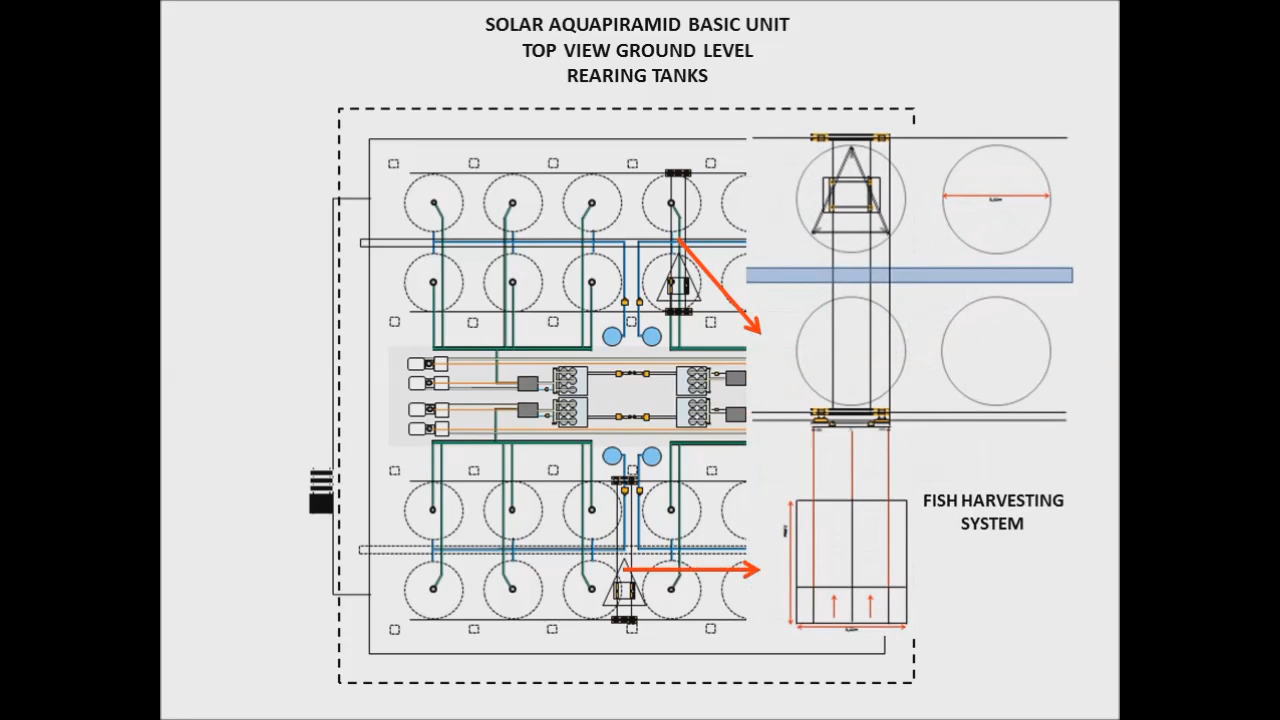 SOLAR AQUAPIRAMID BASIC UNIT
TOP VIEW GROUND LEVEL
REARING TANKS
FISH HARVESTING
SYSTEM